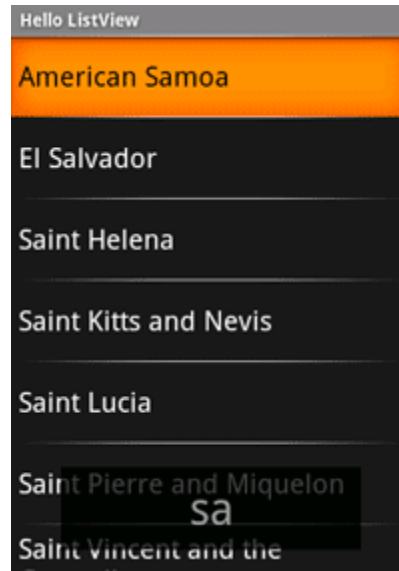 Hello ListView
American Samoa
El Salvador
Saint Helena
Saint Kitts and Nevis
Saint Lucia
Saint Pierre and Miquelon
sa
Saint Vincent and the